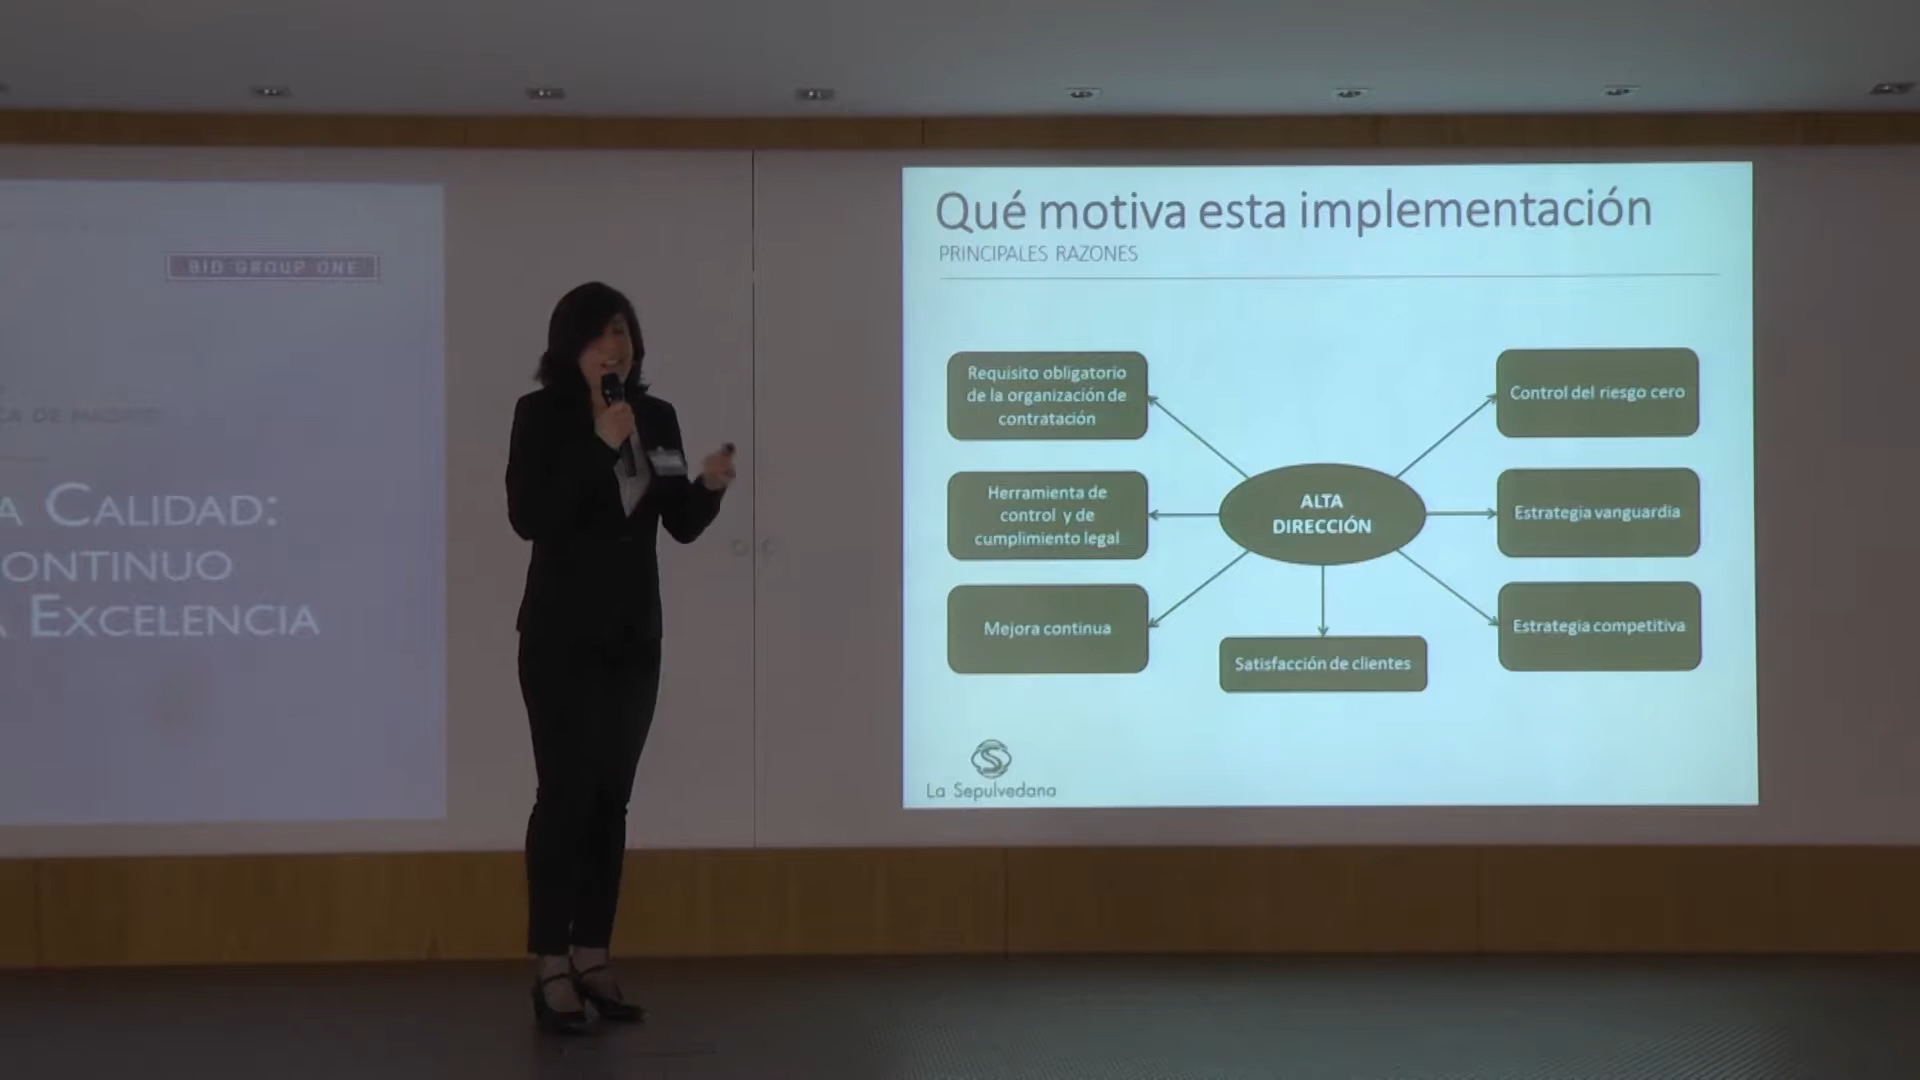 BID GROUP ONE
CA DE MADRID
A CALIDAD:
ONTINUO
A EXCELENCIA
Qué motiva esta implementación
PRINCIPALES RAZONES
Requisito obligatorio
de la organización de
contratación
Herramienta de
control y de
cumplimiento legal
Mejora continua
ALTA
DIRECCIÓN
Satisfacción de clientes
Control del riesgo cero
Estrategia vanguardia
Estrategia competitiva
La Sepulvedana